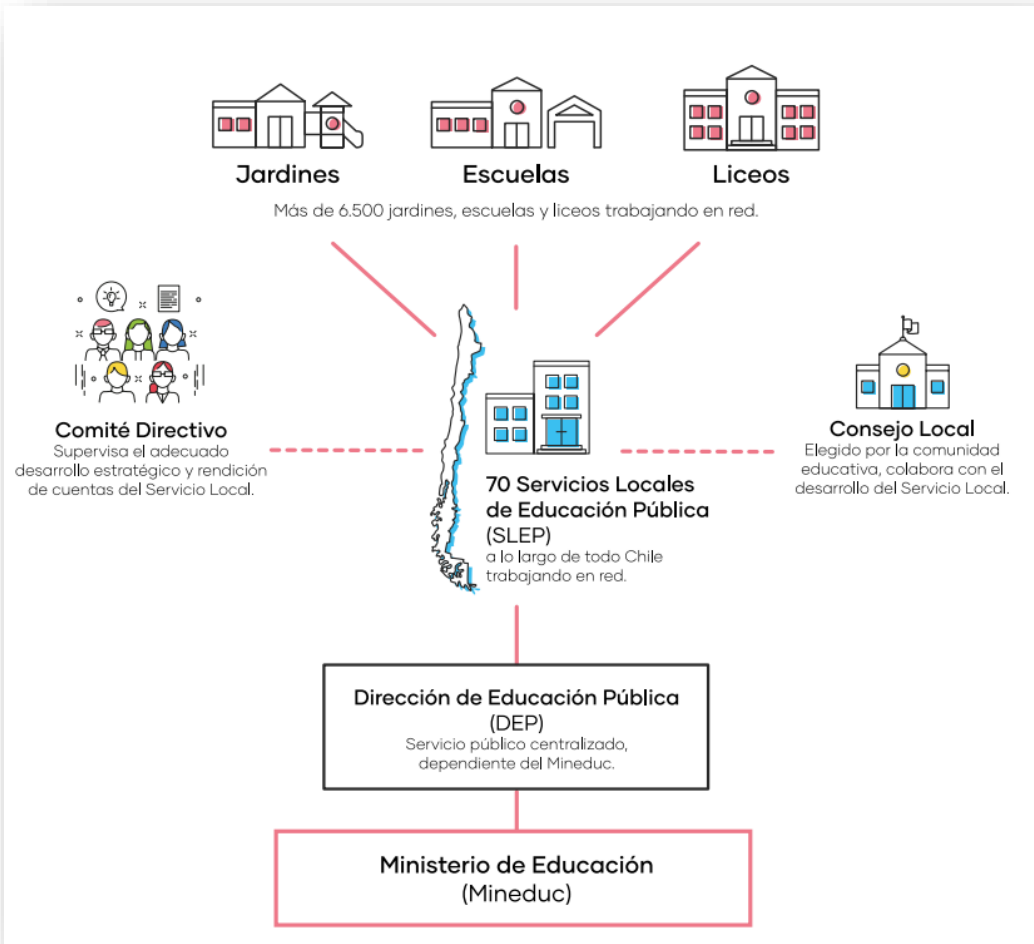 Jardines
Escuelas
Liceos
Más de 6.500 jardines, escuelas y liceos trabajando en red.
Comité Directivo
Supervisa el adecuado
desarrollo estratégico y rendición
de cuentas del Servicio Local.
70 Servicios Locales
de Educación Pública
(SLEP)
a lo largo de todo Chile
trabajando en red.
Consejo Local
Elegido por la comunidad
educativa, colabora con el
desarrollo del Servicio Local.
Dirección de Educación Pública
(DEP)
Servicio público centralizado,
dependiente del Mineduc.
Ministerio de Educación
(Mineduc)